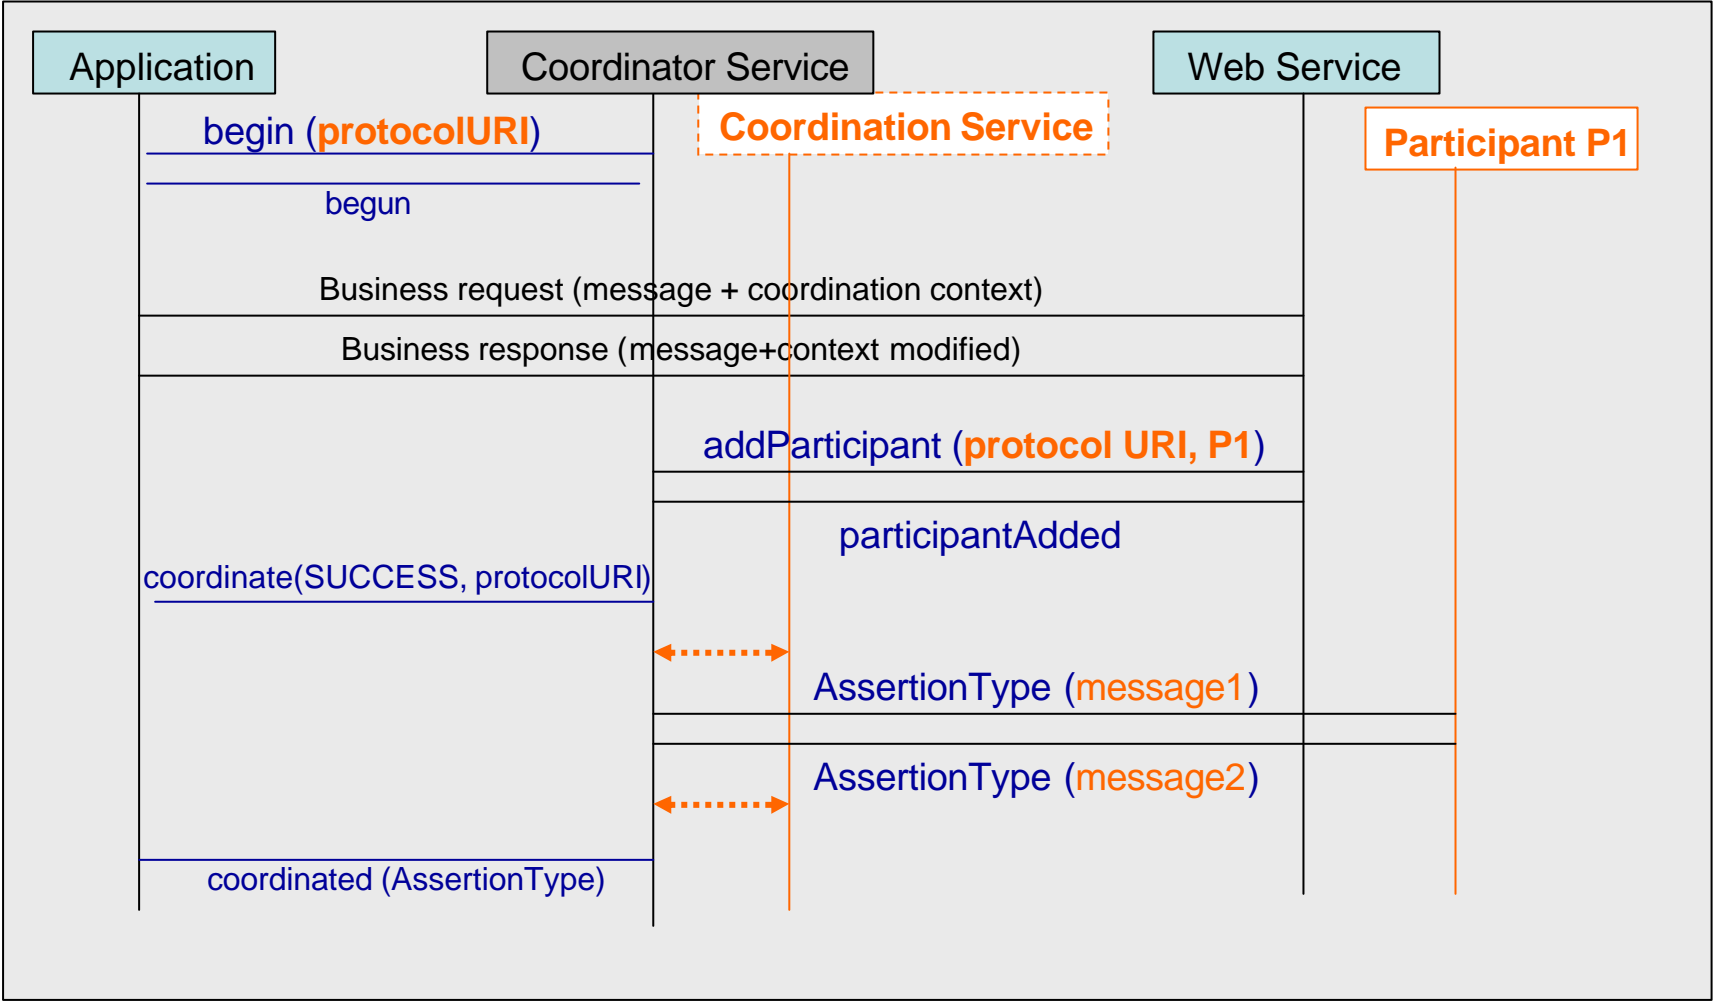 Application
Coordinator Service
Web Service
begin (protocolURI)
Coordination Service
Participant P1
begun
Business request (message + coordination context)
Business response (message+context modified)
addParticipant (protocol URI, P1)
participantAdded
coordinate(SUCCESS, protocolURI)
AssertionType (message1)
AssertionType (message2)
coordinated (AssertionType)